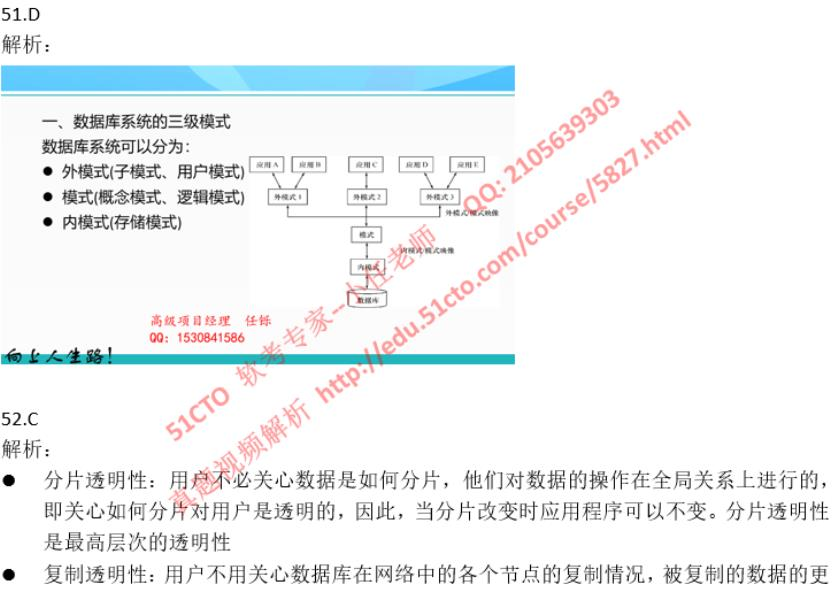 51.D
解析：
一、数据库系统的三级模式
数据库系统可以分为：
● 外模式(子模式、用户模式)
● 模式(概念模式、逻辑模式)
● 内模式(存储模式)
应用 A 应用 B 应用 C 应用 D 应用 E
外模式 1 外模式 2 外模式 3
外模式/模式映像
模式
内模式/模式映像
内模式
数据库
高级项目经理 任铄
QQ：1530841586
向上人生路！
51CTO 软考专家--小任老师 QQ: 2105639303
真题视频解析 http://edu.51cto.com/course/5827.html
52.C
解析：
● 分片透明性：用户不必关心数据是如何分片，他们对数据的操作在全局关系上进行的，
即关心如何分片对用户是透明的，因此，当分片改变时应用程序可以不变。分片透明性
是最高层次的透明性
● 复制透明性：用户不用关心数据库在网络中的各个节点的复制情况，被复制的数据的更